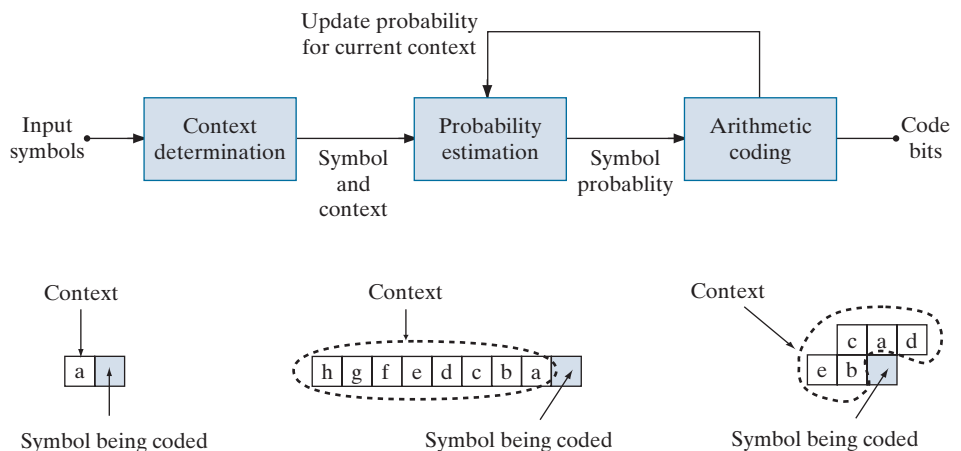 Update probability
for current context
Input
symbols
Context
determination
Symbol
and
context
Probability
estimation
Symbol
probablity
Arithmetic
coding
Code
bits
Context
a
Symbol being coded
Context
h g f e d c b a
Symbol being coded
Context
c a d
e b
Symbol being coded